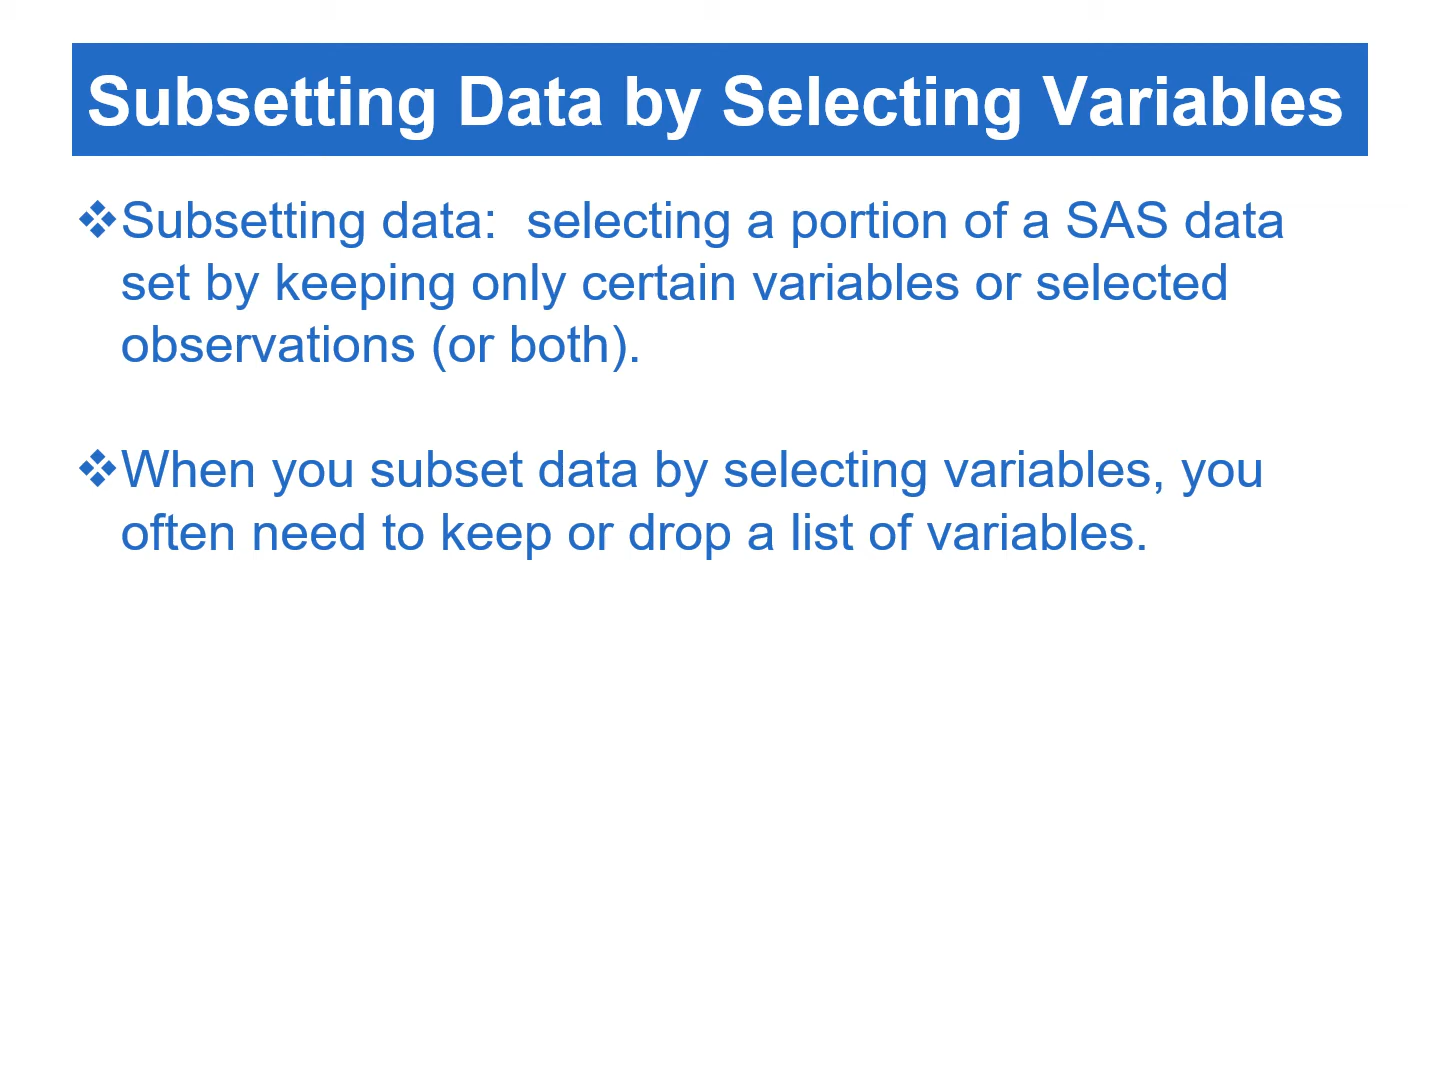 Subsetting Data by Selecting Variables
❖Subsetting data:  selecting a portion of a SAS data
set by keeping only certain variables or selected
observations (or both).
❖When you subset data by selecting variables, you
often need to keep or drop a list of variables.